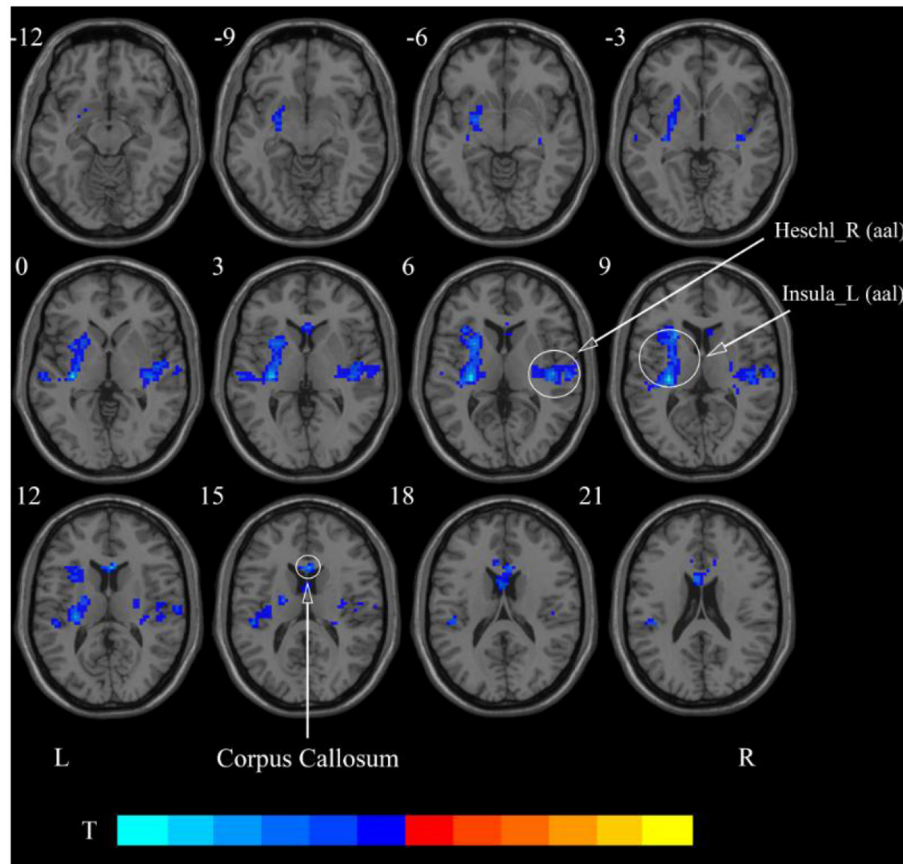 -12 -9 -6 -3
Heschl_R (aal)
0 3 6 9
Insula_L (aal)
12 15 18 21
L Corpus Callosum R
T